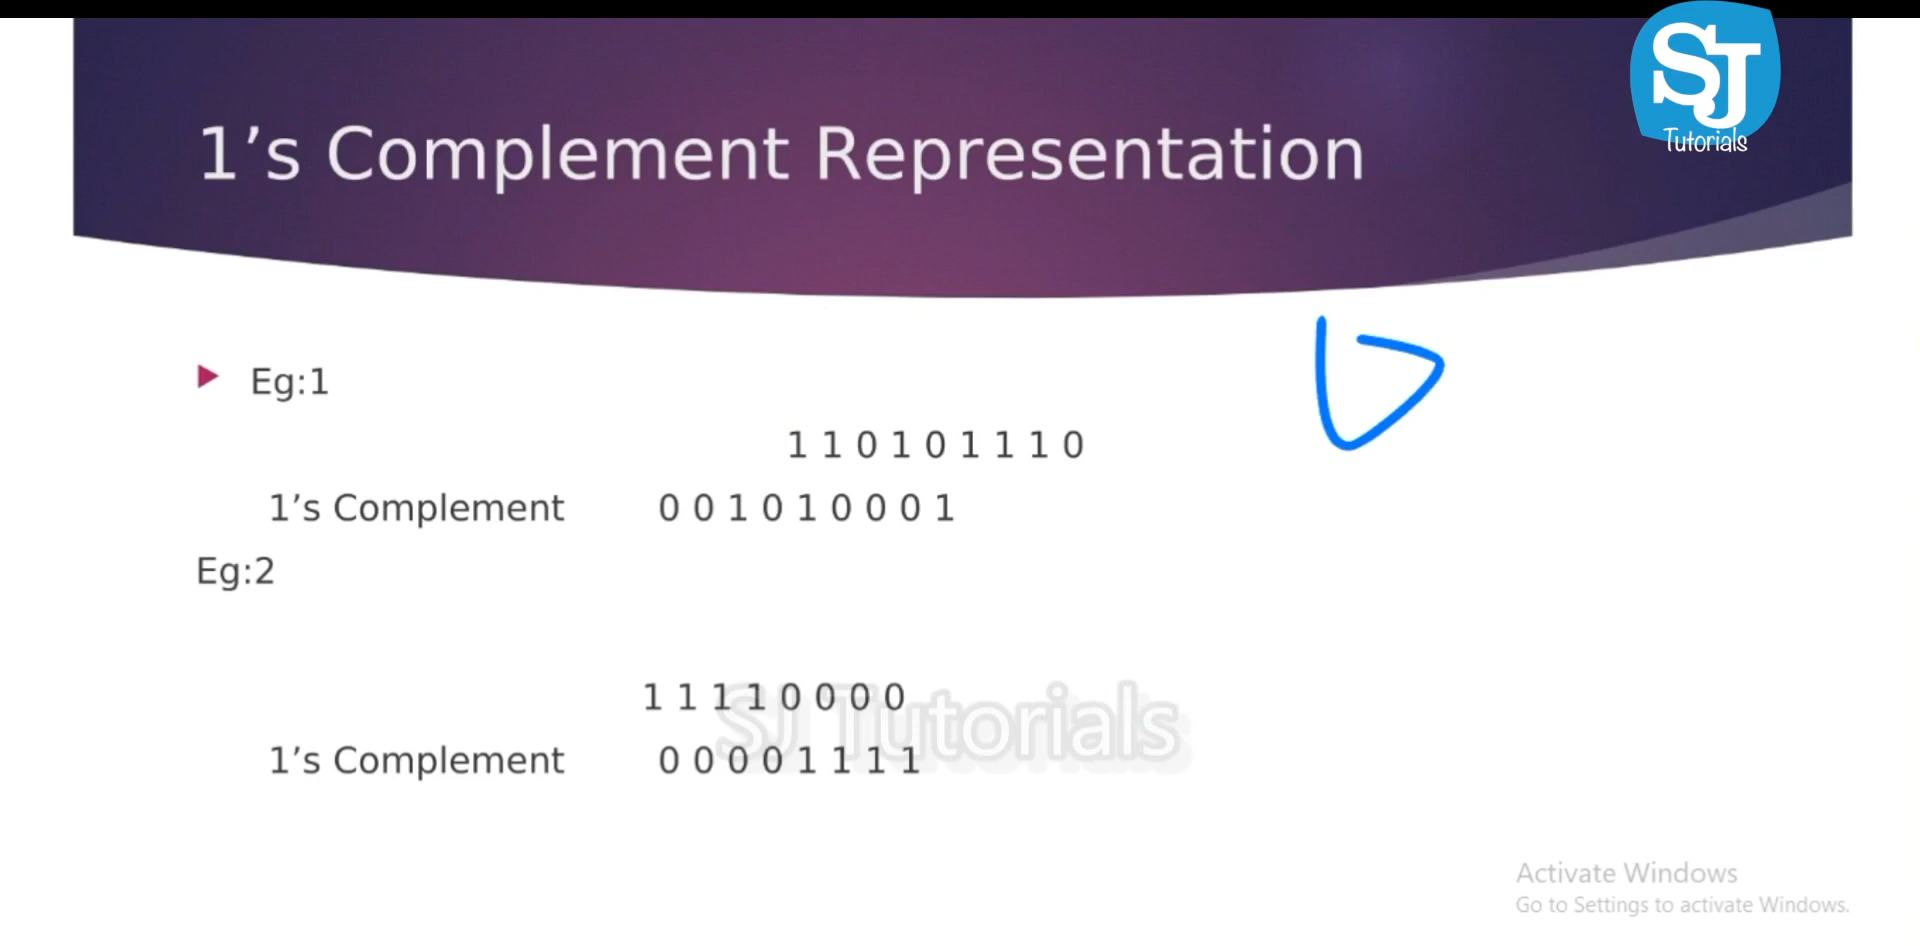 SJ
Tutorials
1’s Complement Representation
Eg:1
1 1 0 1 0 1 1 1 0
1’s Complement 0 0 1 0 1 0 0 0 1
Eg:2
1 1 1 1 0 0 0 0
1’s Complement 0 0 0 0 1 1 1 1
SJ Tutorials
Activate Windows
Go to Settings to activate Windows.